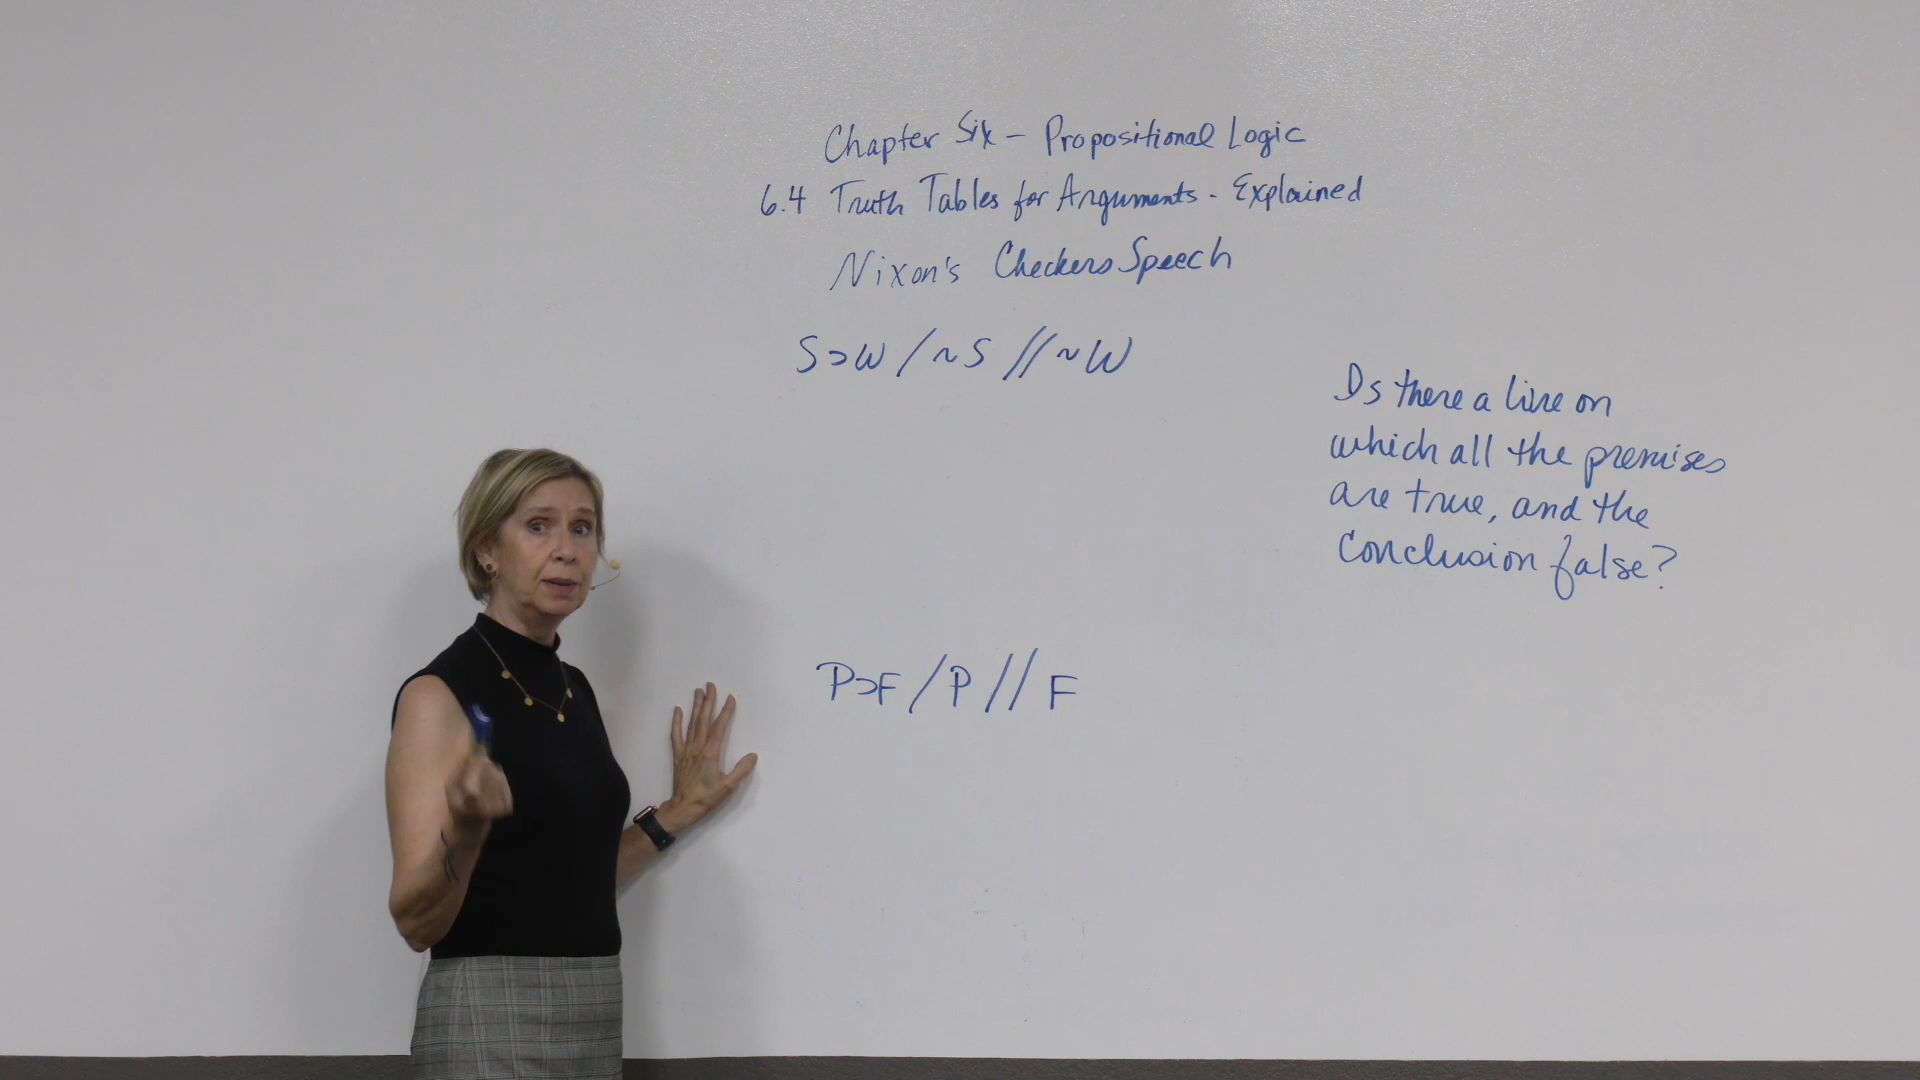 Chapter Six - Propositional Logic
6.4 Truth Tables for Arguments - Explained
Nixon's Checkers Speech
S⊃W / ~S // ~W
Is there a line on
which all the premises
are true, and the
conclusion false?
P⊃F / P // F